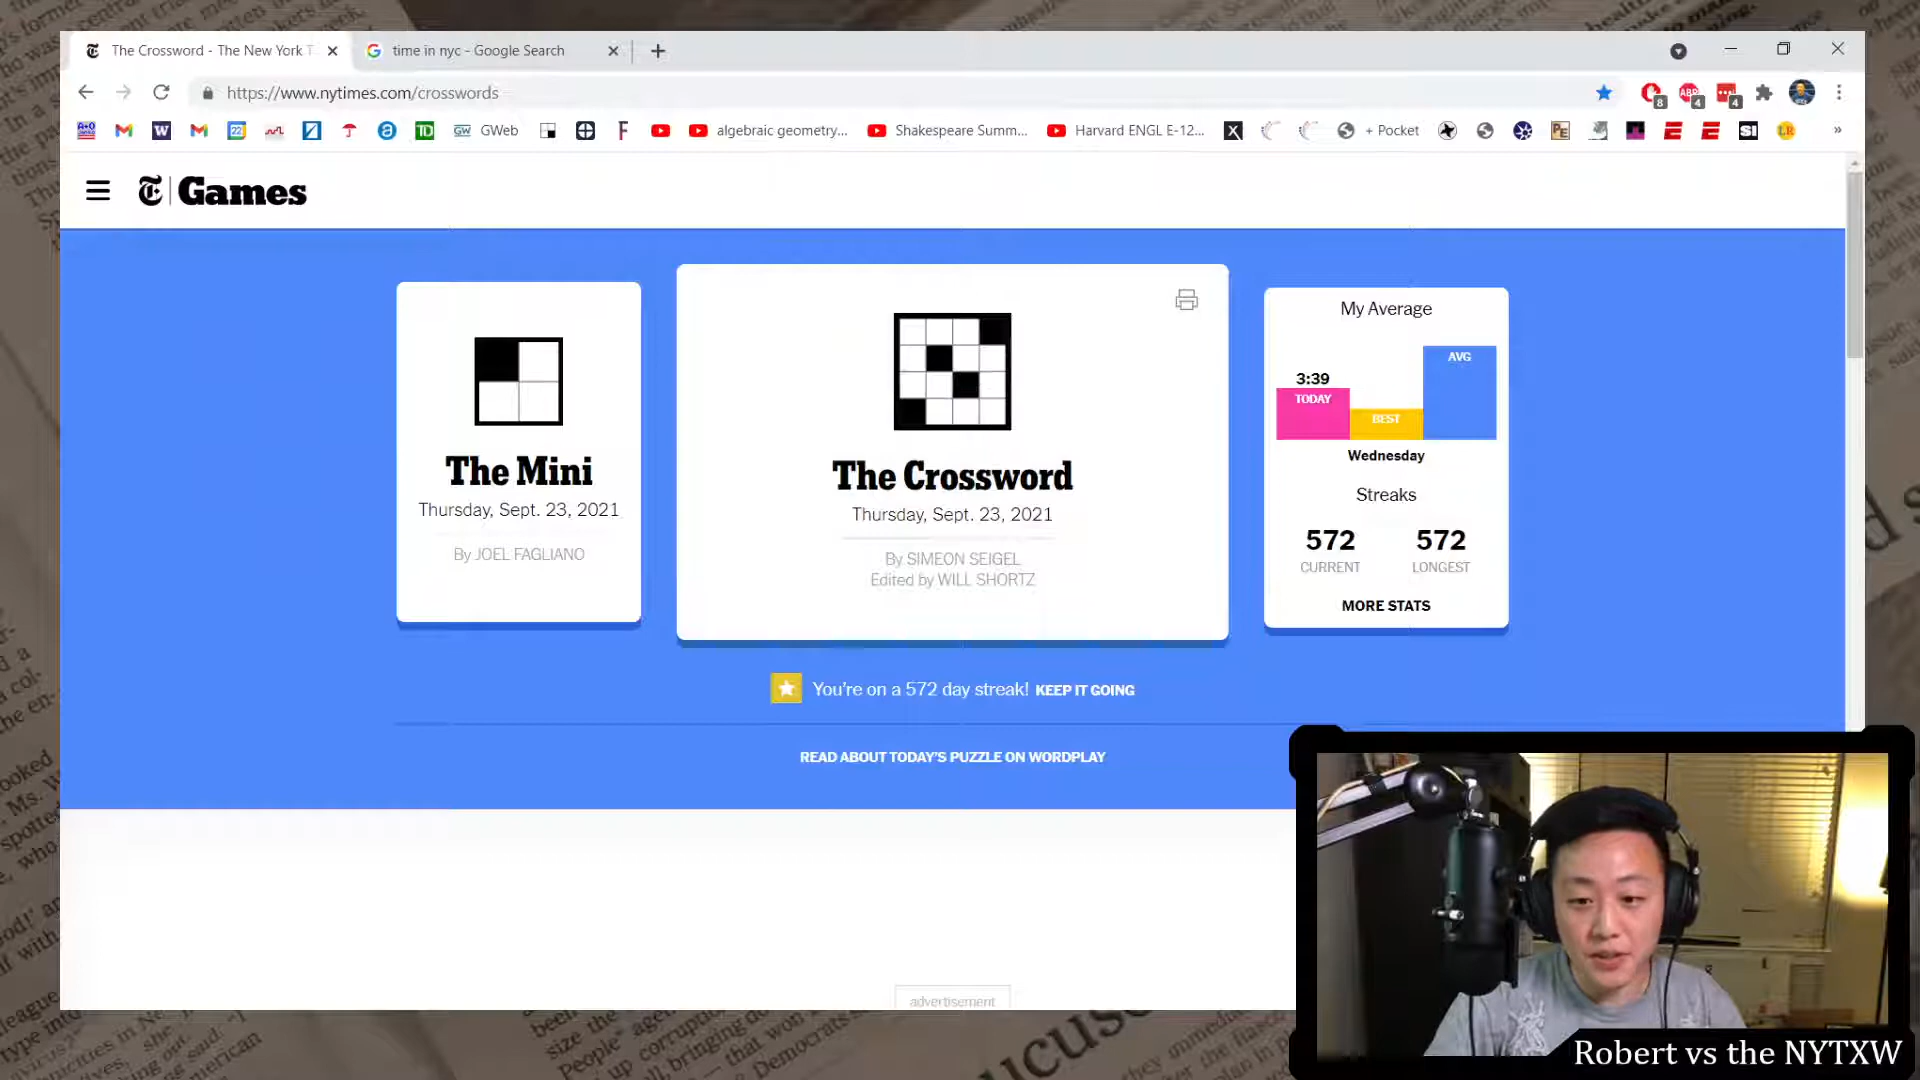 The Crossword - The New York T
time in nyc - Google Search
https://www.nytimes.com/crosswords
GWeb
algebraic geometry...
Shakespeare Summ...
Harvard ENGL E-12...
+ Pocket
Games
The Mini
Thursday, Sept. 23, 2021
By JOEL FAGLIANO
The Crossword
Thursday, Sept. 23, 2021
By SIMEON SEIGEL
Edited by WILL SHORTZ
My Average
3:39
TODAY
BEST
AVG
Wednesday
Streaks
572
572
CURRENT
LONGEST
MORE STATS
You're on a 572 day streak! KEEP IT GOING
READ ABOUT TODAY'S PUZZLE ON WORDPLAY
advertisement
Robert vs the NYTXW